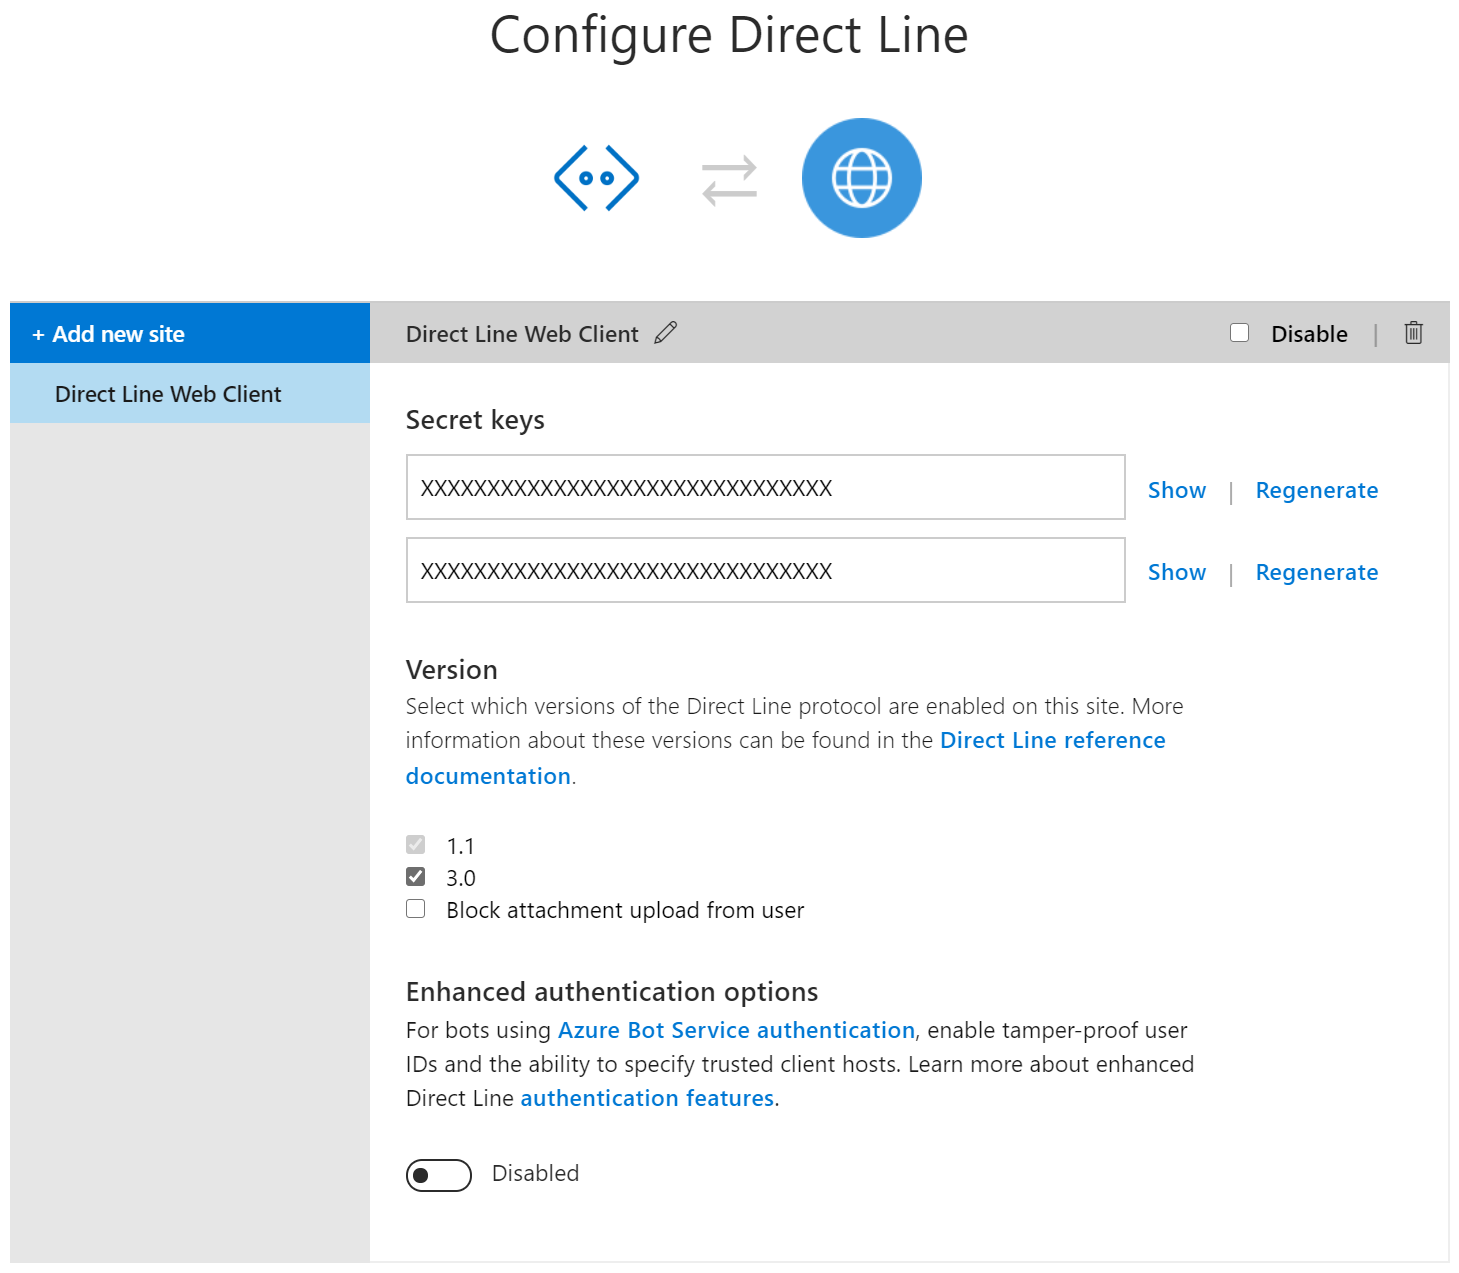 Configure Direct Line
+ Add new site
Direct Line Web Client
Direct Line Web Client
Disable |
Secret keys
XXXXXXXXXXXXXXXXXXXXXXXXXXXXXXX
Show | Regenerate
XXXXXXXXXXXXXXXXXXXXXXXXXXXXXXX
Show | Regenerate
Version
Select which versions of the Direct Line protocol are enabled on this site. More
information about these versions can be found in the Direct Line reference
documentation.
1.1
3.0
Block attachment upload from user
Enhanced authentication options
For bots using Azure Bot Service authentication, enable tamper-proof user
IDs and the ability to specify trusted client hosts. Learn more about enhanced
Direct Line authentication features.
Disabled